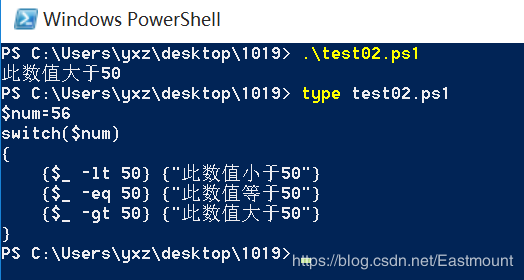 Windows PowerShell
PS C:\Users\yxz\desktop\1019> .\test02.ps1
此数值大于50
PS C:\Users\yxz\desktop\1019> type test02.ps1
$num=56
switch($num)
{
{$_ -lt 50} {"此数值小于50"}
{$_ -eq 50} {"此数值等于50"}
{$_ -gt 50} {"此数值大于50"}
}
PS C:\Users\yxz\desktop\1019>
https://blog.csdn.net/Eastmount